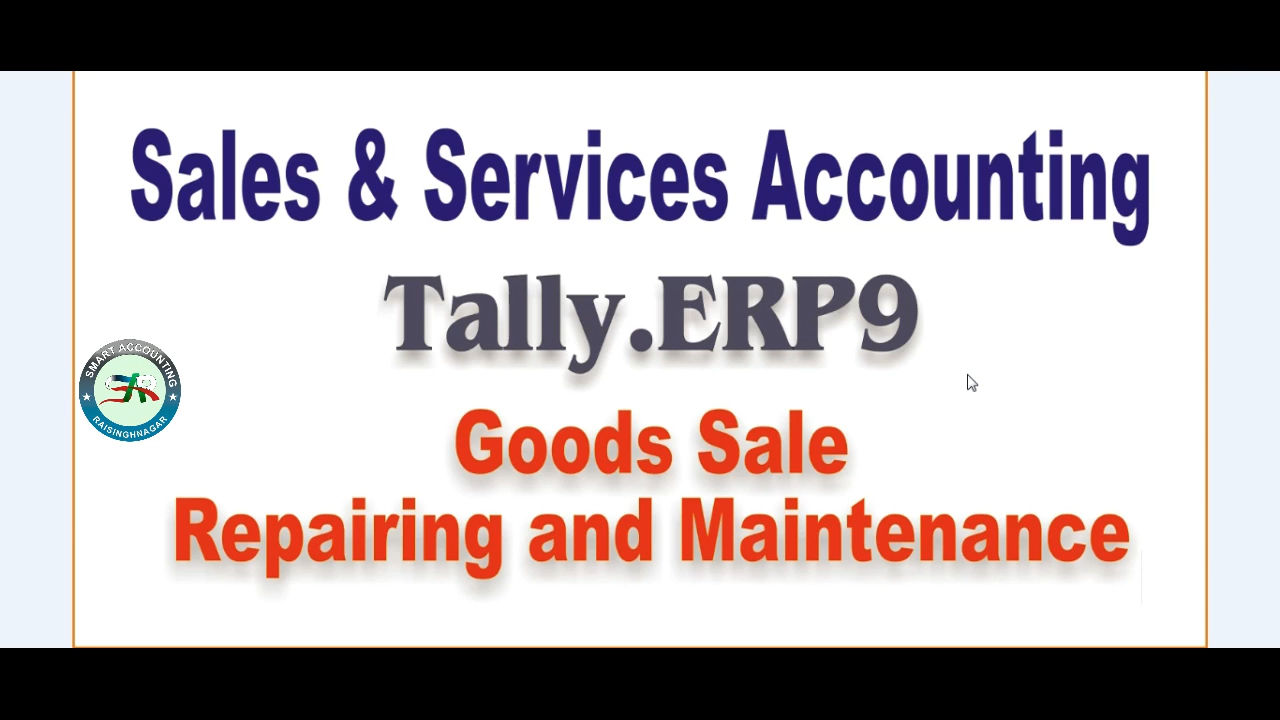 Sales & Services Accounting
Tally.ERP9
SMART ACCOUNTING
RAISINGHNAGAR
Goods Sale
Repairing and Maintenance